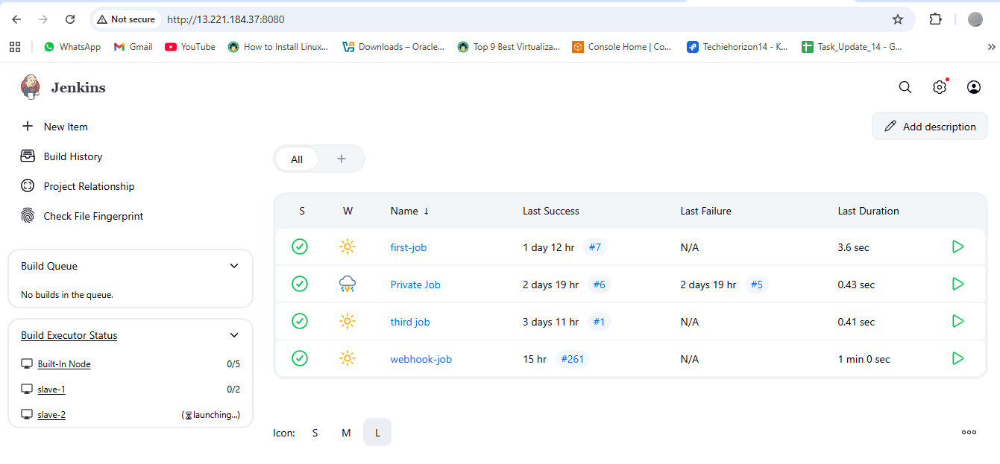 Not secure http://13.221.184.37:8080
WhatsApp Gmail YouTube How to Install Linux... Downloads – Oracle... Top 9 Best Virtualiza... Console Home | Co... Techiehorizon14 - K... Task_Update_14 - G... »
Jenkins
New Item
Add description
Build History
All +
Project Relationship
Check File Fingerprint
S W Name ↓ Last Success Last Failure Last Duration
first-job 1 day 12 hr #7 N/A 3.6 sec
Build Queue
Private Job 2 days 19 hr #6 2 days 19 hr #5 0.43 sec
No builds in the queue.
third job 3 days 11 hr #1 N/A 0.41 sec
Build Executor Status
webhook-job 15 hr #261 N/A 1 min 0 sec
Built-In Node 0/5
slave-1 0/2
slave-2 (launching...)
Icon: S M L